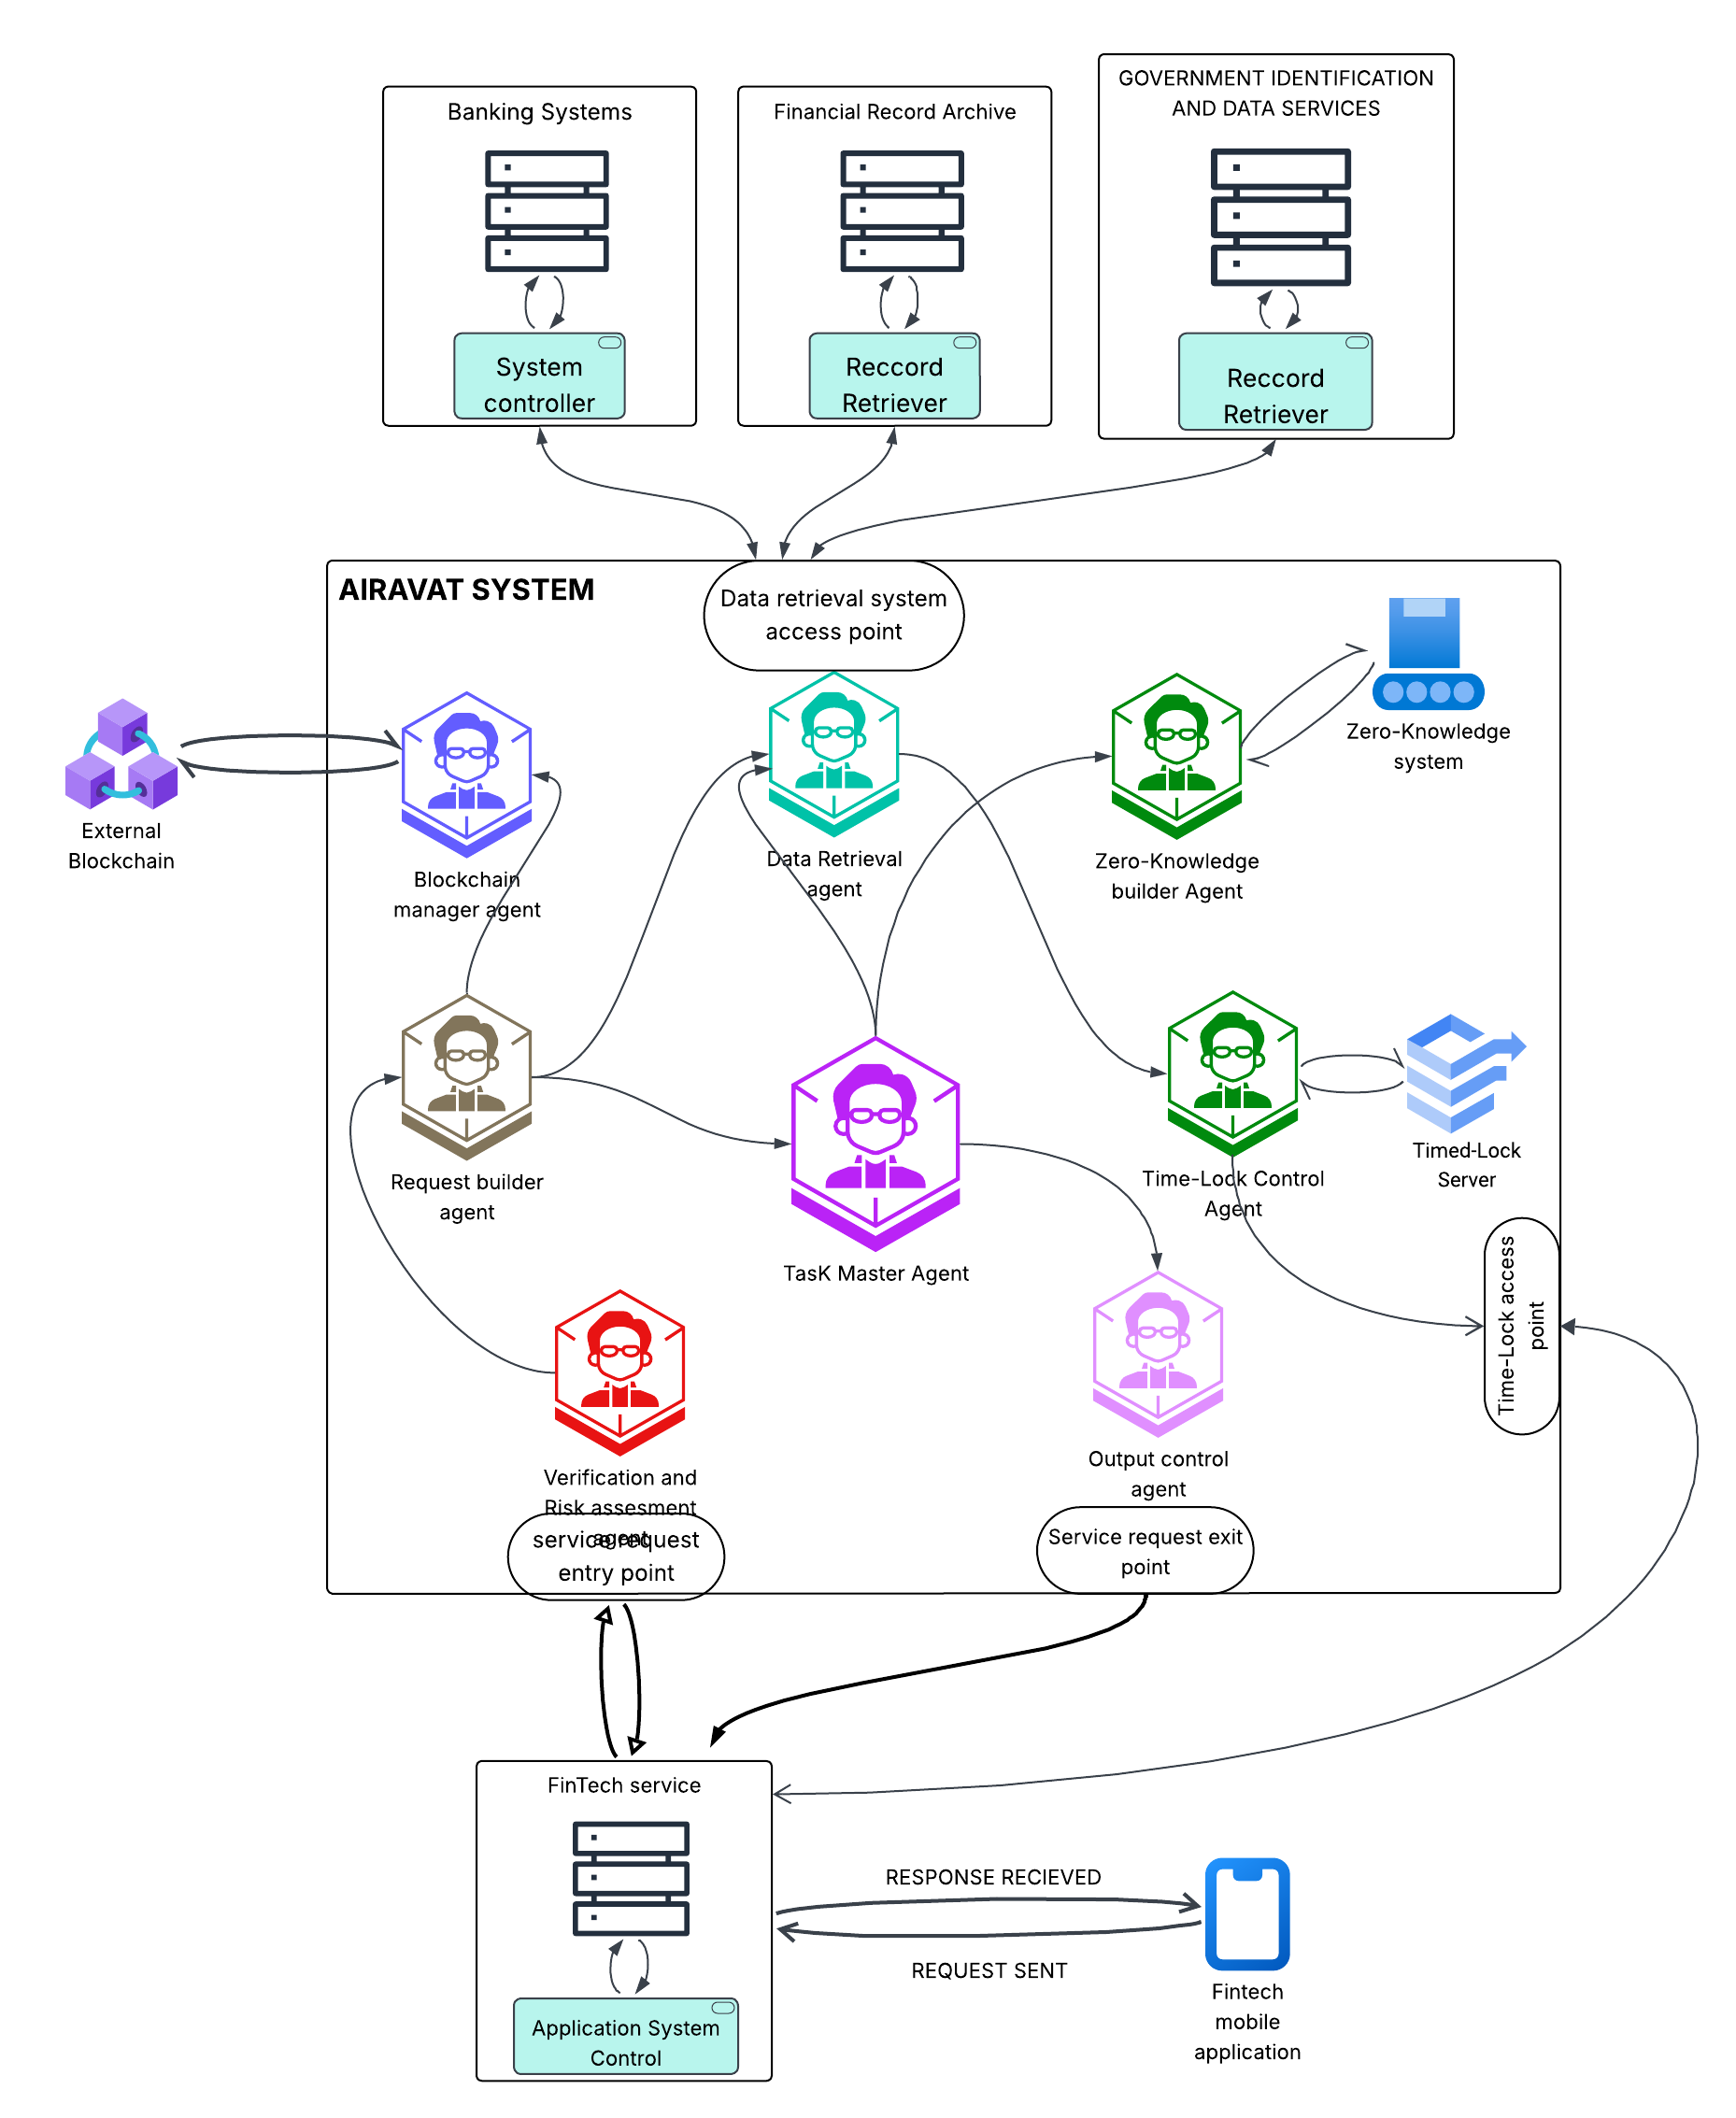 Banking Systems
System
controller
Financial Record Archive
Reccord
Retriever
GOVERNMENT IDENTIFICATION
AND DATA SERVICES
Reccord
Retriever
AIRAVAT SYSTEM
Data retrieval system
access point
Zero-Knowledge
system
External
Blockchain
Blockchain
manager agent
Data Retrieval
agent
Zero-Knowledge
builder Agent
Request builder
agent
TasK Master Agent
Time-Lock Control
Agent
Timed-Lock
Server
Time-Lock access
point
Verification and
Risk assesment
agent
service request
entry point
Output control
agent
Service request exit
point
FinTech service
Application System
Control
RESPONSE RECIEVED
REQUEST SENT
Fintech
mobile
application